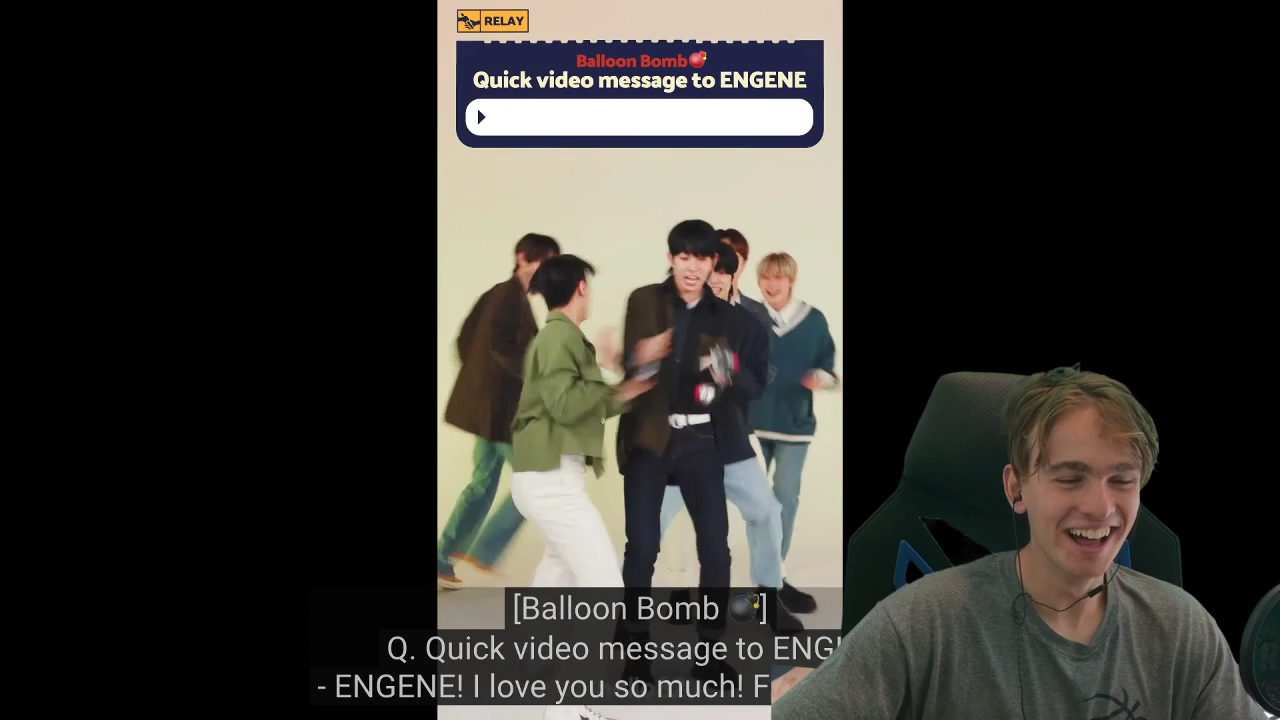 RELAY
Balloon Bomb💣
Quick video message to ENGENE
[Balloon Bomb 💣]
Q. Quick video message to ENG
- ENGENE! I love you so much! F